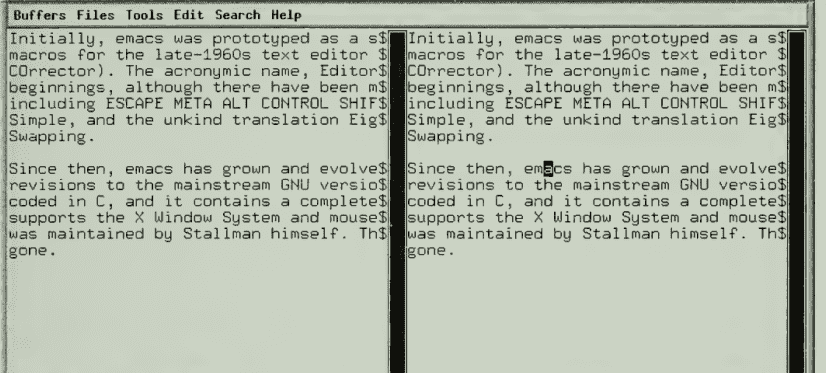 Buffers Files Tools Edit Search Help
Initially, emacs was prototyped as a s$
macros for the late-1960s text editor $
COrrector). The acronymic name, Editor$
beginnings, although there have been m$
including ESCAPE META ALT CONTROL SHIF$
Simple, and the unkind translation Eig$
Swapping.
Since then, emacs has grown and evolve$
revisions to the mainstream GNU versio$
coded in C, and it contains a complete$
supports the X Window System and mouse$
was maintained by Stallman himself. Th$
gone.
Initially, emacs was prototyped as a s$
macros for the late-1960s text editor $
COrrector). The acronymic name, Editor$
beginnings, although there have been m$
including ESCAPE META ALT CONTROL SHIF$
Simple, and the unkind translation Eig$
Swapping.
Since then, emacs has grown and evolve$
revisions to the mainstream GNU versio$
coded in C, and it contains a complete$
supports the X Window System and mouse$
was maintained by Stallman himself. Th$
gone.